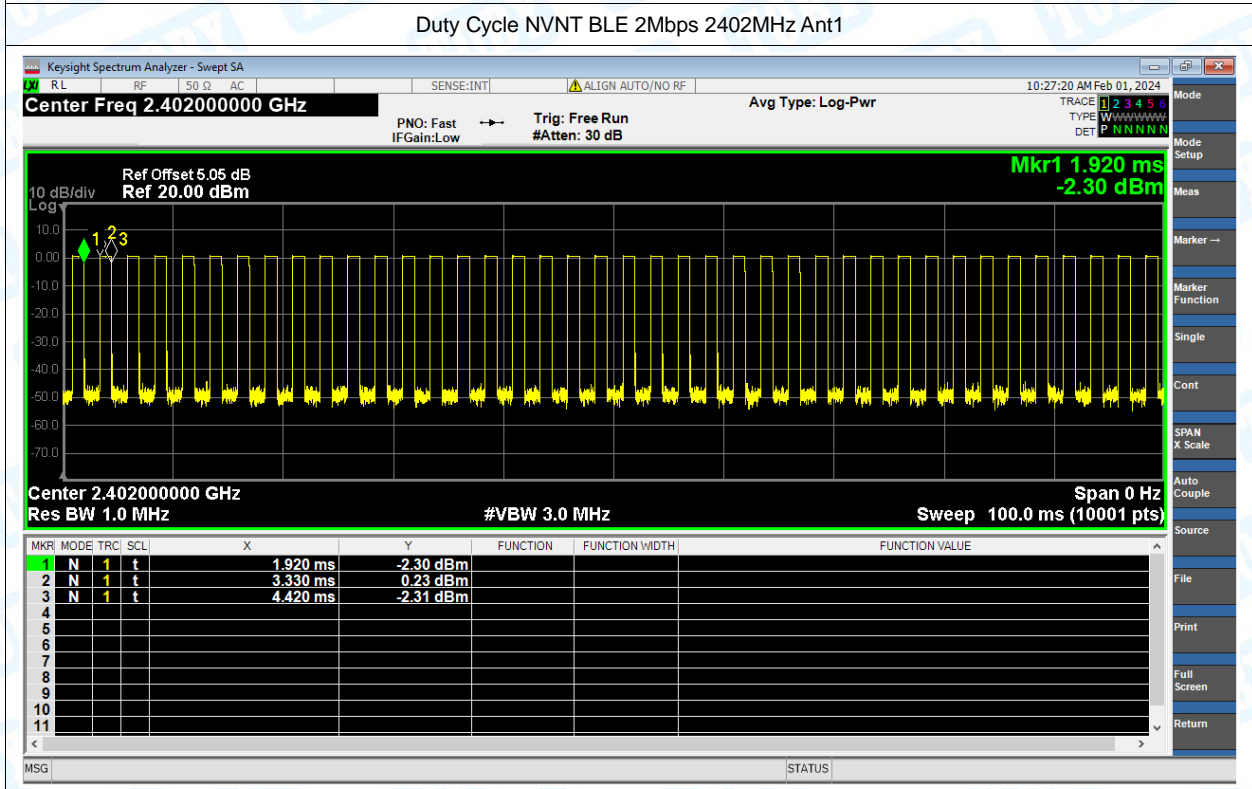 Duty Cycle NVNT BLE 2Mbps 2402MHz Ant1
Keysight Spectrum Analyzer - Swept SA
LXI RL RF 50 Ω AC SENSE:INT ALIGN AUTO/NO RF 10:27:20 AM Feb 01, 2024
Center Freq 2.402000000 GHz
PNO: Fast
IFGain:Low
Trig: Free Run
#Atten: 30 dB
Avg Type: Log-Pwr
TRACE 1 2 3 4 5 6
TYPE WWWWWW
DET P N N N N N
Mkr1 1.920 ms
-2.30 dBm
Ref Offset 5.05 dB
10 dB/div Ref 20.00 dBm
Log
10.0
0.00
-10.0
-20.0
-30.0
-40.0
-50.0
-60.0
-70.0
1 2 3
Center 2.402000000 GHz Span 0 Hz
Res BW 1.0 MHz #VBW 3.0 MHz Sweep 100.0 ms (10001 pts)
MKR MODE TRC SCL X Y FUNCTION FUNCTION WIDTH FUNCTION VALUE
1 N 1 t 1.920 ms -2.30 dBm
2 N 1 t 3.330 ms 0.23 dBm
3 N 1 t 4.420 ms -2.31 dBm
4
5
6
7
8
9
10
11
MSG STATUS
Mode
Mode Setup
Meas
Marker →
Marker Function
Single
Cont
SPAN X Scale
Auto Couple
Source
File
Print
Full Screen
Return